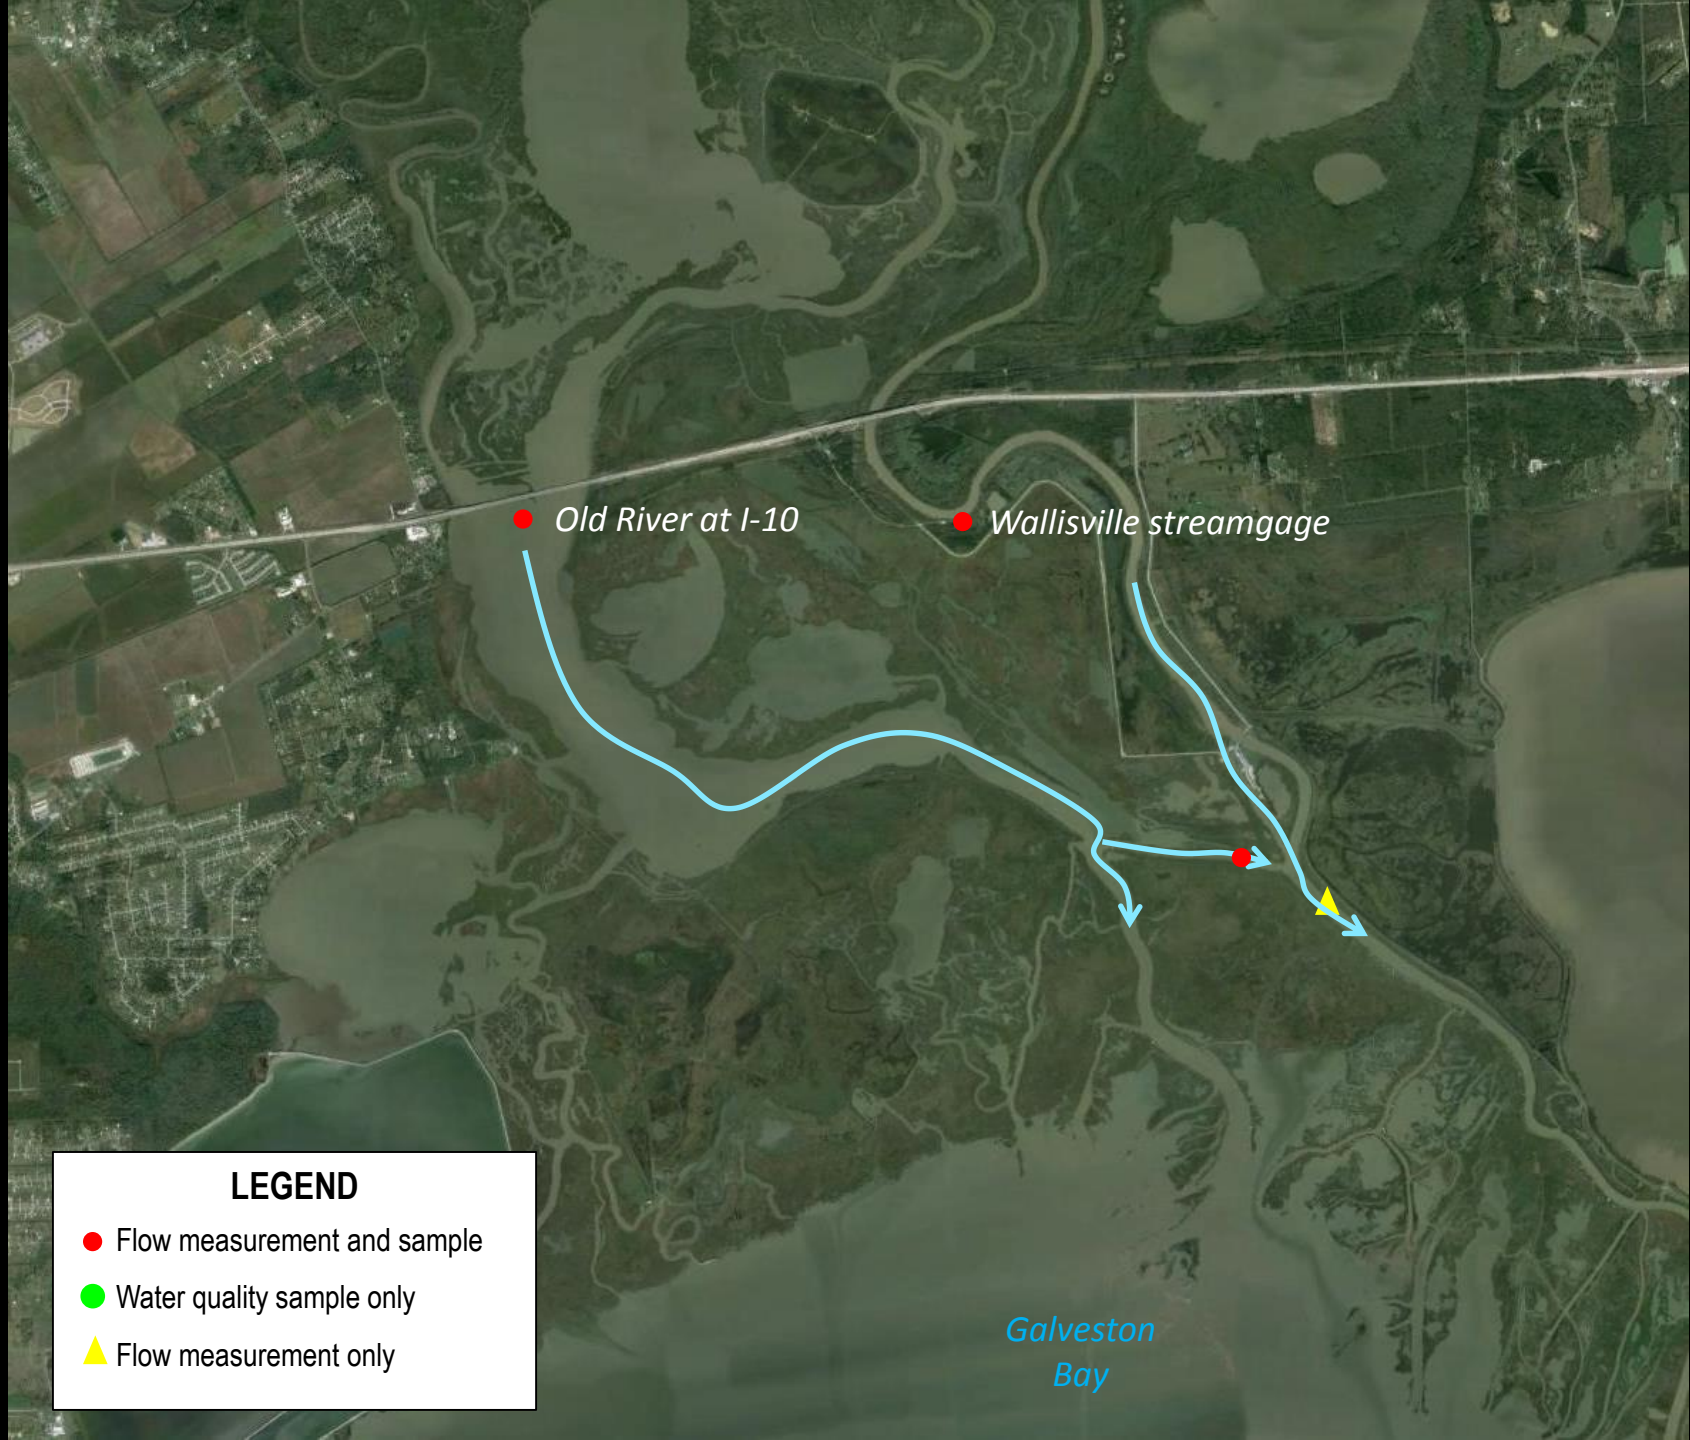 Old River at I-10
Wallisville streamgage
LEGEND
Flow measurement and sample
Water quality sample only
Flow measurement only
Galveston
Bay